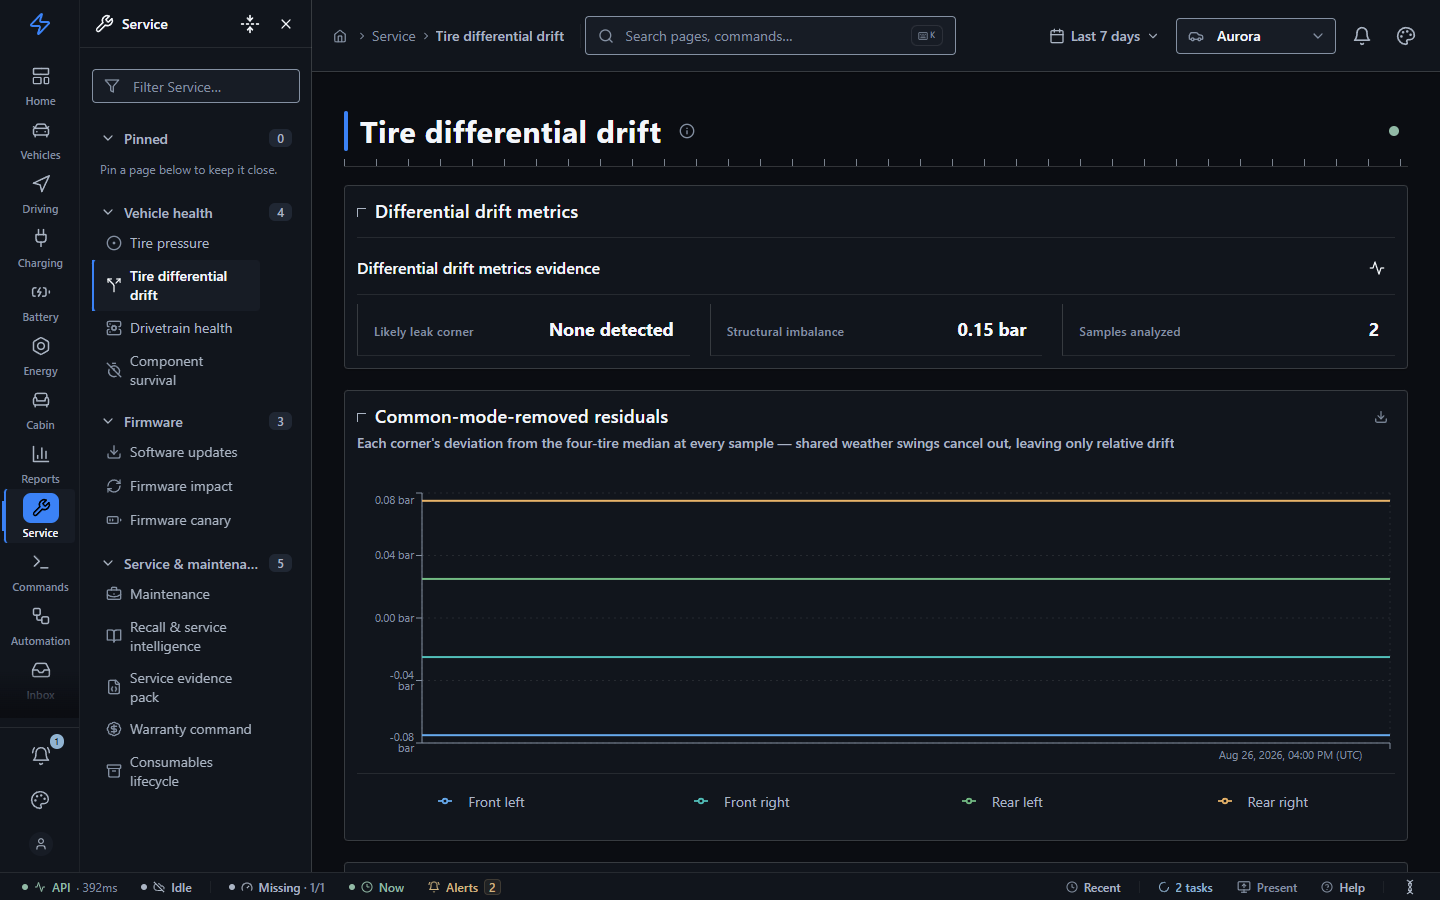 Service
Service
Tire differential drift
Search pages, commands...
K
Last 7 days
Aurora
Home
Vehicles
Driving
Charging
Battery
Energy
Cabin
Reports
Service
Commands
Automation
Inbox
1
Filter Service...
Pinned
0
Pin a page below to keep it close.
Vehicle health
4
Tire pressure
Tire differential
drift
Drivetrain health
Component
survival
Firmware
3
Software updates
Firmware impact
Firmware canary
Service & maintena...
5
Maintenance
Recall & service
intelligence
Service evidence
pack
Warranty command
Consumables
lifecycle
Tire differential drift
Differential drift metrics
Differential drift metrics evidence
Likely leak corner
None detected
Structural imbalance
0.15 bar
Samples analyzed
2
Common-mode-removed residuals
Each corner's deviation from the four-tire median at every sample — shared weather swings cancel out, leaving only relative drift
0.08 bar
0.04 bar
0.00 bar
-0.04
bar
-0.08
bar
Aug 26, 2026, 04:00 PM (UTC)
Front left
Front right
Rear left
Rear right
API · 392ms
Idle
Missing · 1/1
Now
Alerts 2
Recent
2 tasks
Present
Help